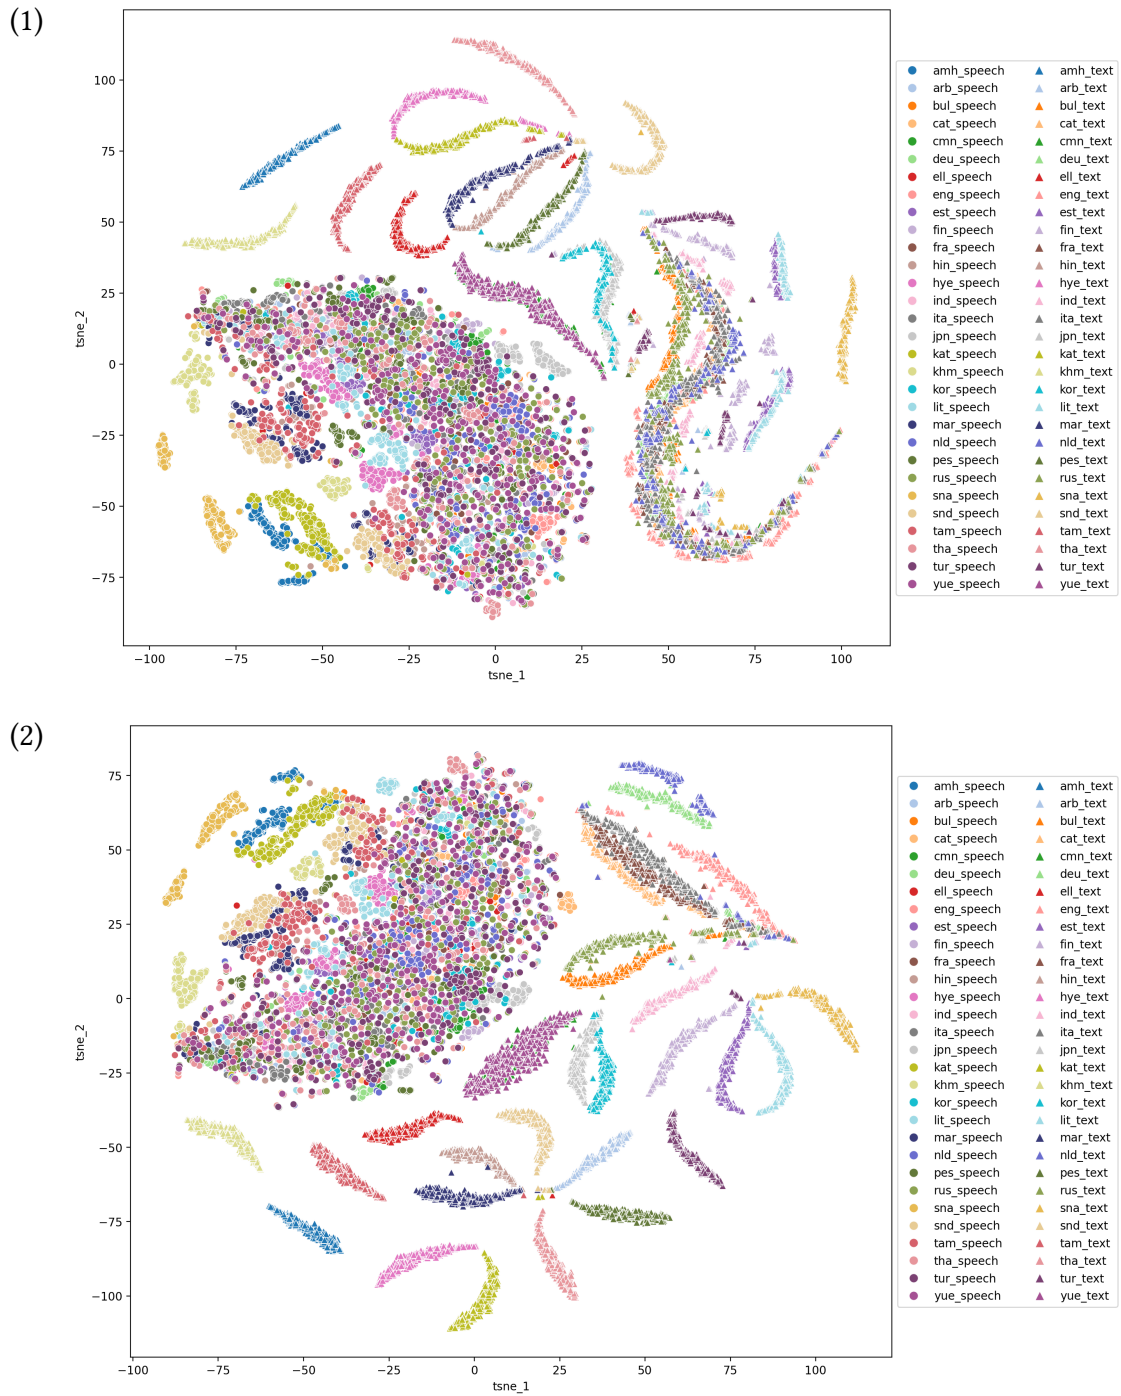 (1)
100
75
50
25
0
−25
−50
−75
tsne_2
−100 −75 −50 −25 0 25 50 75 100
tsne_1
amh_speech amh_text
arb_speech arb_text
bul_speech bul_text
cat_speech cat_text
cmn_speech cmn_text
deu_speech deu_text
ell_speech ell_text
eng_speech eng_text
est_speech est_text
fin_speech fin_text
fra_speech fra_text
hin_speech hin_text
hye_speech hye_text
ind_speech ind_text
ita_speech ita_text
jpn_speech jpn_text
kat_speech kat_text
khm_speech khm_text
kor_speech kor_text
lit_speech lit_text
mar_speech mar_text
nld_speech nld_text
pes_speech pes_text
rus_speech rus_text
sna_speech sna_text
snd_speech snd_text
tam_speech tam_text
tha_speech tha_text
tur_speech tur_text
yue_speech yue_text
(2)
75
50
25
0
−25
−50
−75
−100
tsne_2
−100 −75 −50 −25 0 25 50 75 100
tsne_1
amh_speech amh_text
arb_speech arb_text
bul_speech bul_text
cat_speech cat_text
cmn_speech cmn_text
deu_speech deu_text
ell_speech ell_text
eng_speech eng_text
est_speech est_text
fin_speech fin_text
fra_speech fra_text
hin_speech hin_text
hye_speech hye_text
ind_speech ind_text
ita_speech ita_text
jpn_speech jpn_text
kat_speech kat_text
khm_speech khm_text
kor_speech kor_text
lit_speech lit_text
mar_speech mar_text
nld_speech nld_text
pes_speech pes_text
rus_speech rus_text
sna_speech sna_text
snd_speech snd_text
tam_speech tam_text
tha_speech tha_text
tur_speech tur_text
yue_speech yue_text